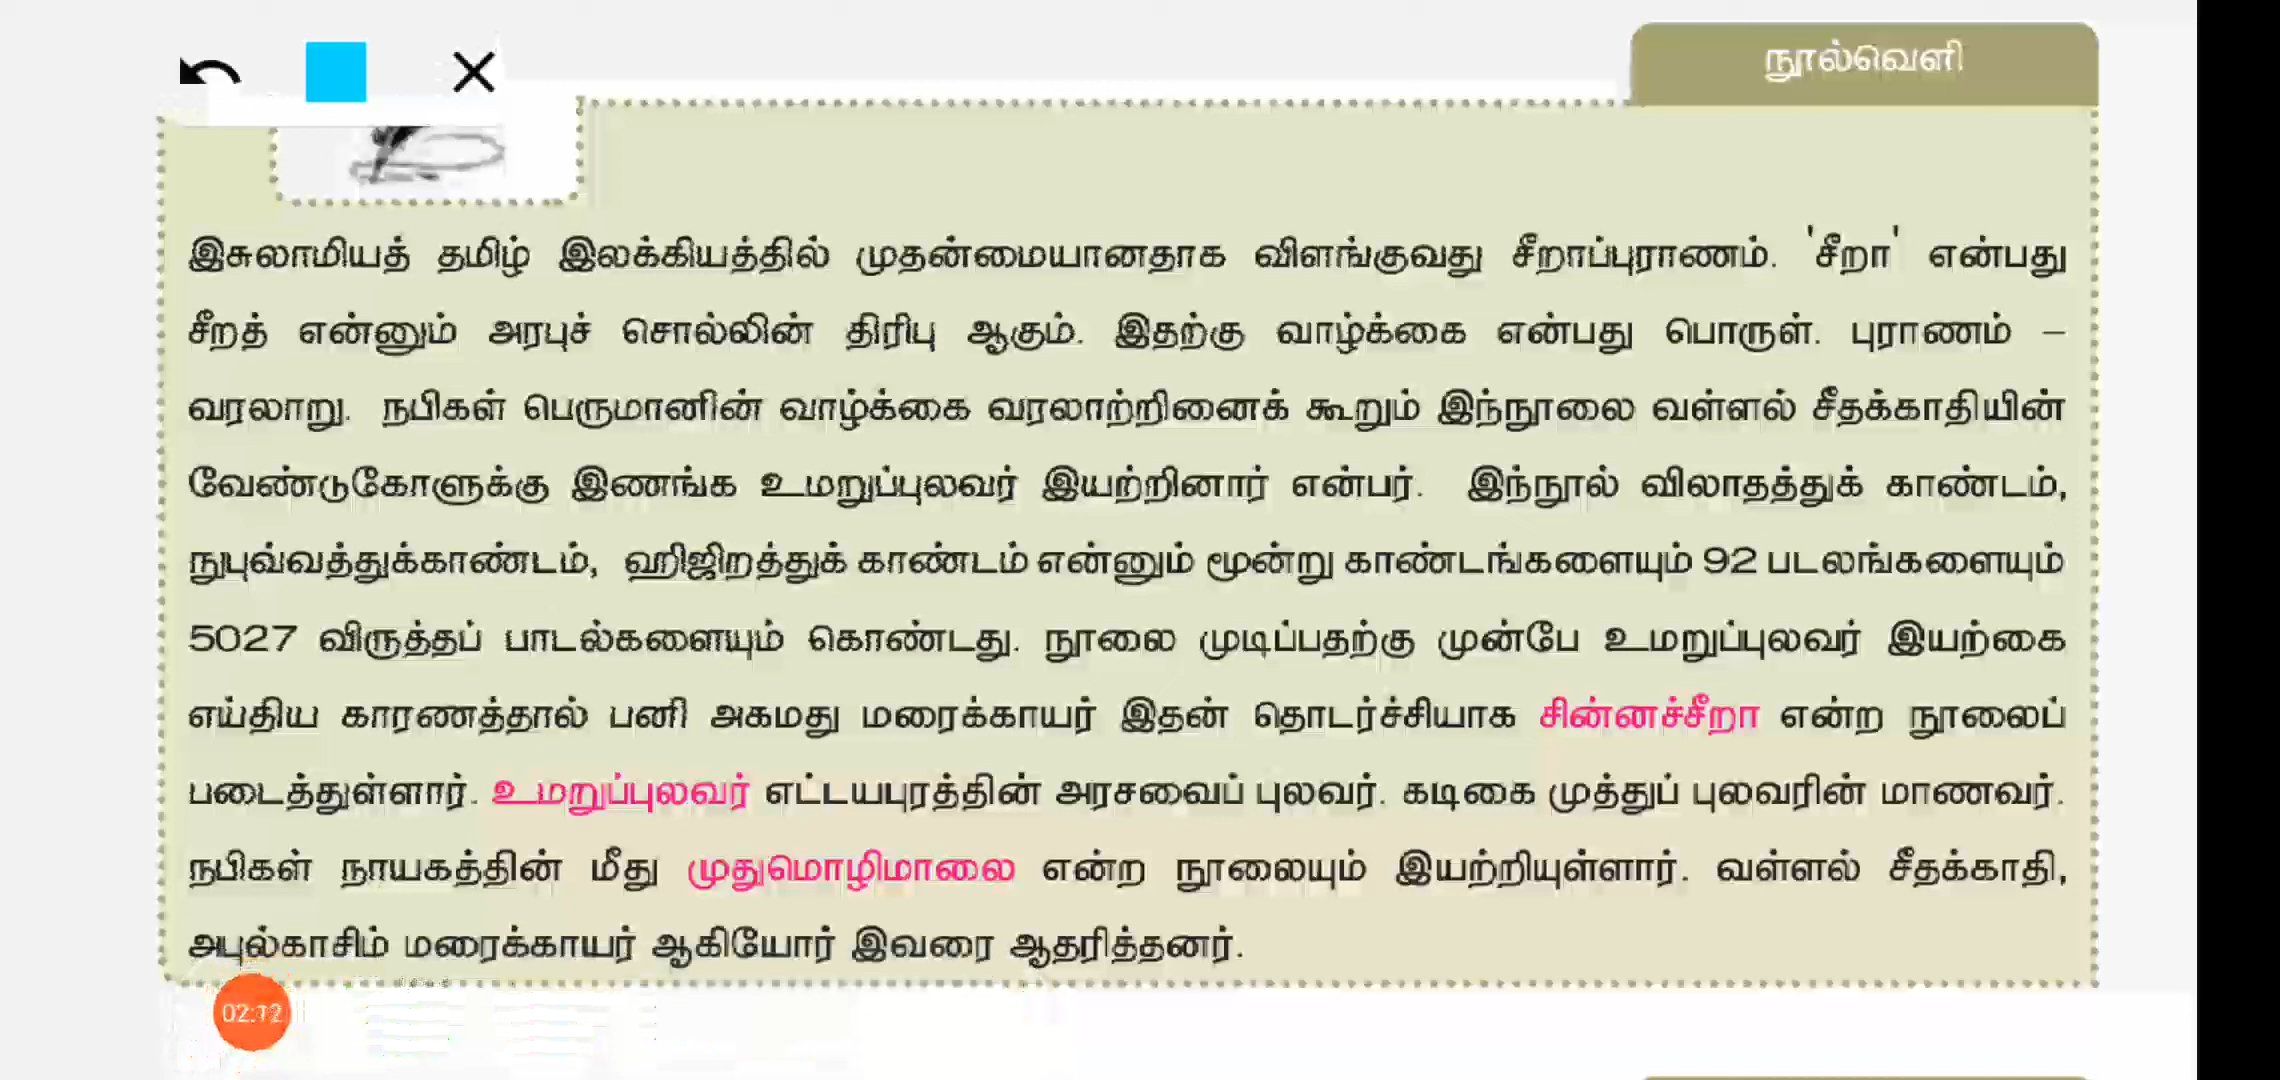 நூல்வெளி
இசுலாமியத் தமிழ் இலக்கியத்தில் முதன்மையானதாக விளங்குவது சீறாப்புராணம். 'சீறா' என்பது
சீறத் என்னும் அரபுச் சொல்லின் திரிபு ஆகும். இதற்கு வாழ்க்கை என்பது பொருள். புராணம் –
வரலாறு. நபிகள் பெருமானின் வாழ்க்கை வரலாற்றினைக் கூறும் இந்நூலை வள்ளல் சீதக்காதியின்
வேண்டுகோளுக்கு இணங்க உமறுப்புலவர் இயற்றினார் என்பர். இந்நூல் விலாதத்துக் காண்டம்,
நுபுவ்வத்துக்காண்டம், ஹிஜிறத்துக் காண்டம் என்னும் மூன்று காண்டங்களையும் 92 படலங்களையும்
5027 விருத்தப் பாடல்களையும் கொண்டது. நூலை முடிப்பதற்கு முன்பே உமறுப்புலவர் இயற்கை
எய்திய காரணத்தால் பனி அகமது மரைக்காயர் இதன் தொடர்ச்சியாக சின்னச்சீறா என்ற நூலைப்
படைத்துள்ளார். உமறுப்புலவர் எட்டயபுரத்தின் அரசவைப் புலவர். கடிகை முத்துப் புலவரின் மாணவர்.
நபிகள் நாயகத்தின் மீது முதுமொழிமாலை என்ற நூலையும் இயற்றியுள்ளார். வள்ளல் சீதக்காதி,
அபுல்காசிம் மரைக்காயர் ஆகியோர் இவரை ஆதரித்தனர்.
02:12